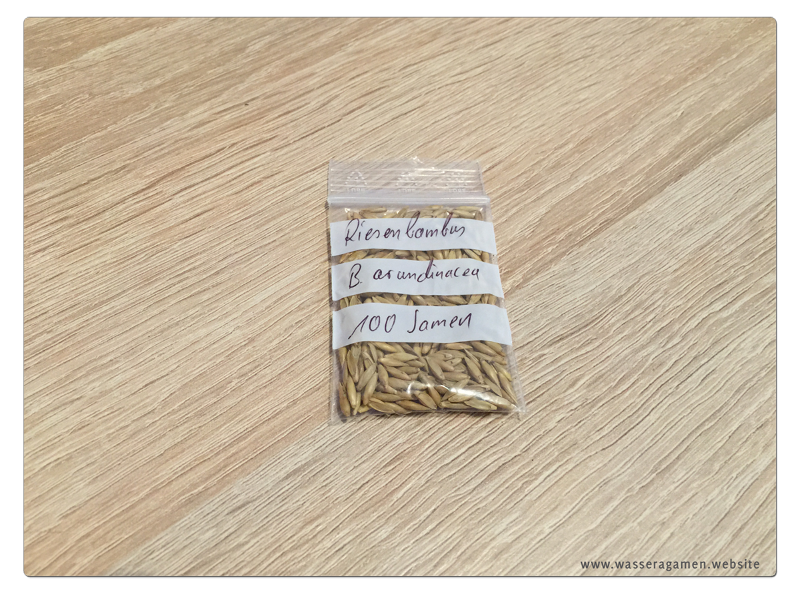 Riesenbambus
B. arundinacea
100 Samen
www.wasseragamen.website